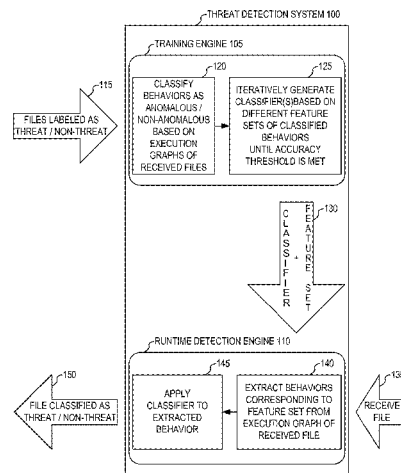 THREAT DETECTION SYSTEM 100
TRAINING ENGINE 105
115
FILES LABELED AS
THREAT / NON-THREAT
120
CLASSIFY
BEHAVIORS AS
ANOMALOUS /
NON-ANOMALOUS
BASED ON
EXECUTION
GRAPHS OF
RECEIVED FILES
125
ITERATIVELY GENERATE
CLASSIFIER(S)BASED ON
DIFFERENT FEATURE
SETS OF CLASSIFIED
BEHAVIORS
UNTIL ACCURACY
THRESHOLD IS MET
130
CLASSIFIER
+
FEATURE SET
RUNTIME DETECTION ENGINE 110
150
FILE CLASSIFIED AS
THREAT / NON-THREAT
145
APPLY
CLASSIFIER TO
EXTRACTED
BEHAVIOR
140
EXTRACT BEHAVIORS
CORRESPONDING TO
FEATURE SET FROM
EXECUTION GRAPH OF
RECEIVED FILE
FILE